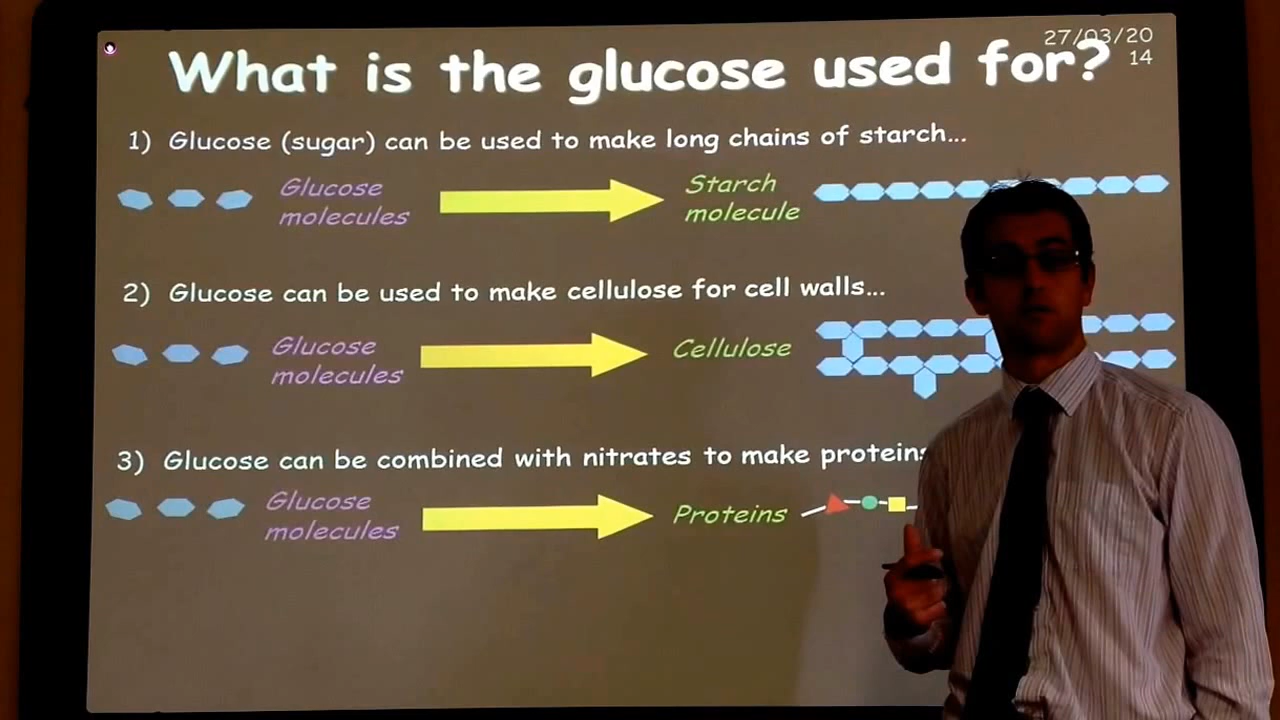 27/03/20
14
What is the glucose used for?
1) Glucose (sugar) can be used to make long chains of starch...
Glucose
molecules
Starch
molecule
2) Glucose can be used to make cellulose for cell walls...
Glucose
molecules
Cellulose
3) Glucose can be combined with nitrates to make proteins
Glucose
molecules
Proteins